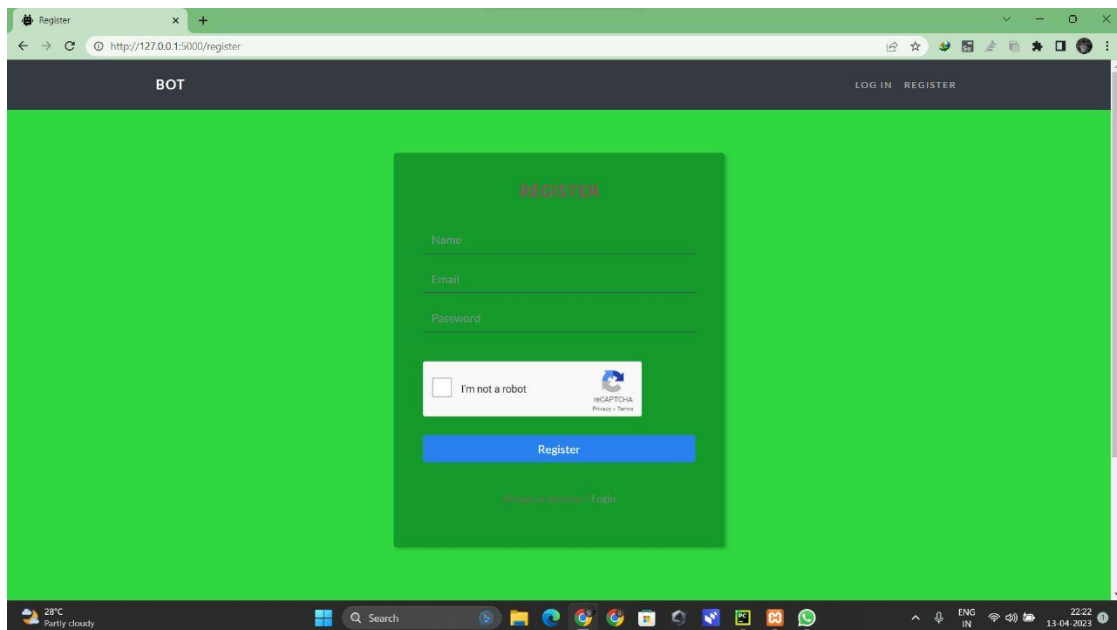 Register
http://127.0.0.1:5000/register
BOT
LOG IN REGISTER
REGISTER
Name
Email
Password
I'm not a robot
reCAPTCHA
Privacy - Terms
Register
Login
28°C
Partly cloudy
Search
ENG
IN
22:22
13-04-2023